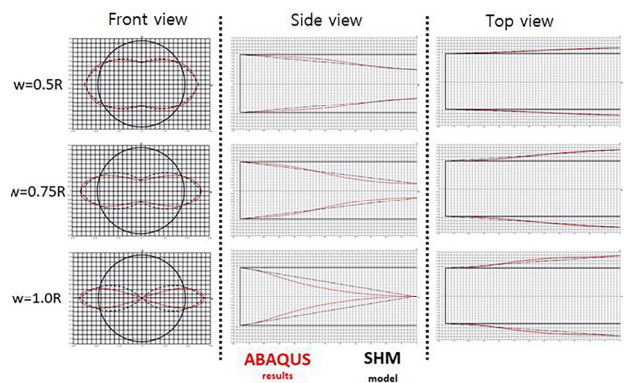 Front view Side view Top view
w=0.5R
w=0.75R
w=1.0R
ABAQUS SHM
results model